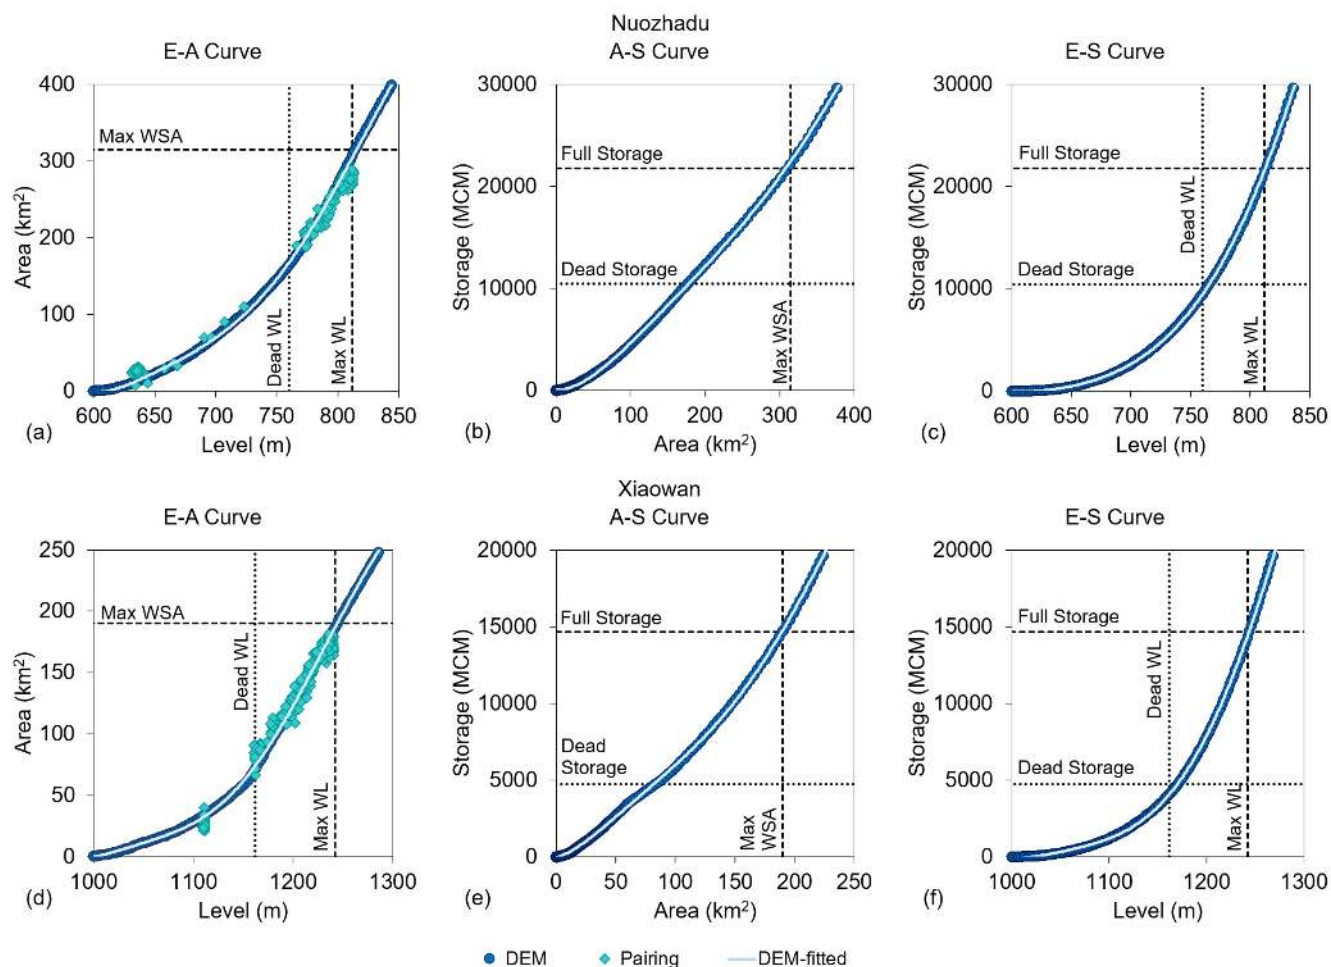 Nuozhadu
E-A Curve
A-S Curve
E-S Curve
400
300
200
100
0
Area (km²)
Max WSA
Dead WL
Max WL
600 650 700 750 800 850
(a)
Level (m)
30000
20000
10000
0
Storage (MCM)
Full Storage
Dead Storage
Max WSA
0 100 200 300 400
(b)
Area (km²)
30000
20000
10000
0
Storage (MCM)
Full Storage
Dead WL
Dead Storage
Max WL
600 650 700 750 800 850
(c)
Level (m)
Xiaowan
E-A Curve
A-S Curve
E-S Curve
250
200
150
100
50
0
Area (km²)
Max WSA
Dead WL
Max WL
1000 1100 1200 1300
(d)
Level (m)
20000
15000
10000
5000
0
Storage (MCM)
Full Storage
Dead
Storage
Max
WSA
0 50 100 150 200 250
(e)
Area (km²)
20000
15000
10000
5000
0
Storage (MCM)
Full Storage
Dead WL
Dead Storage
Max WL
1000 1100 1200 1300
(f)
Level (m)
DEM Pairing DEM-fitted